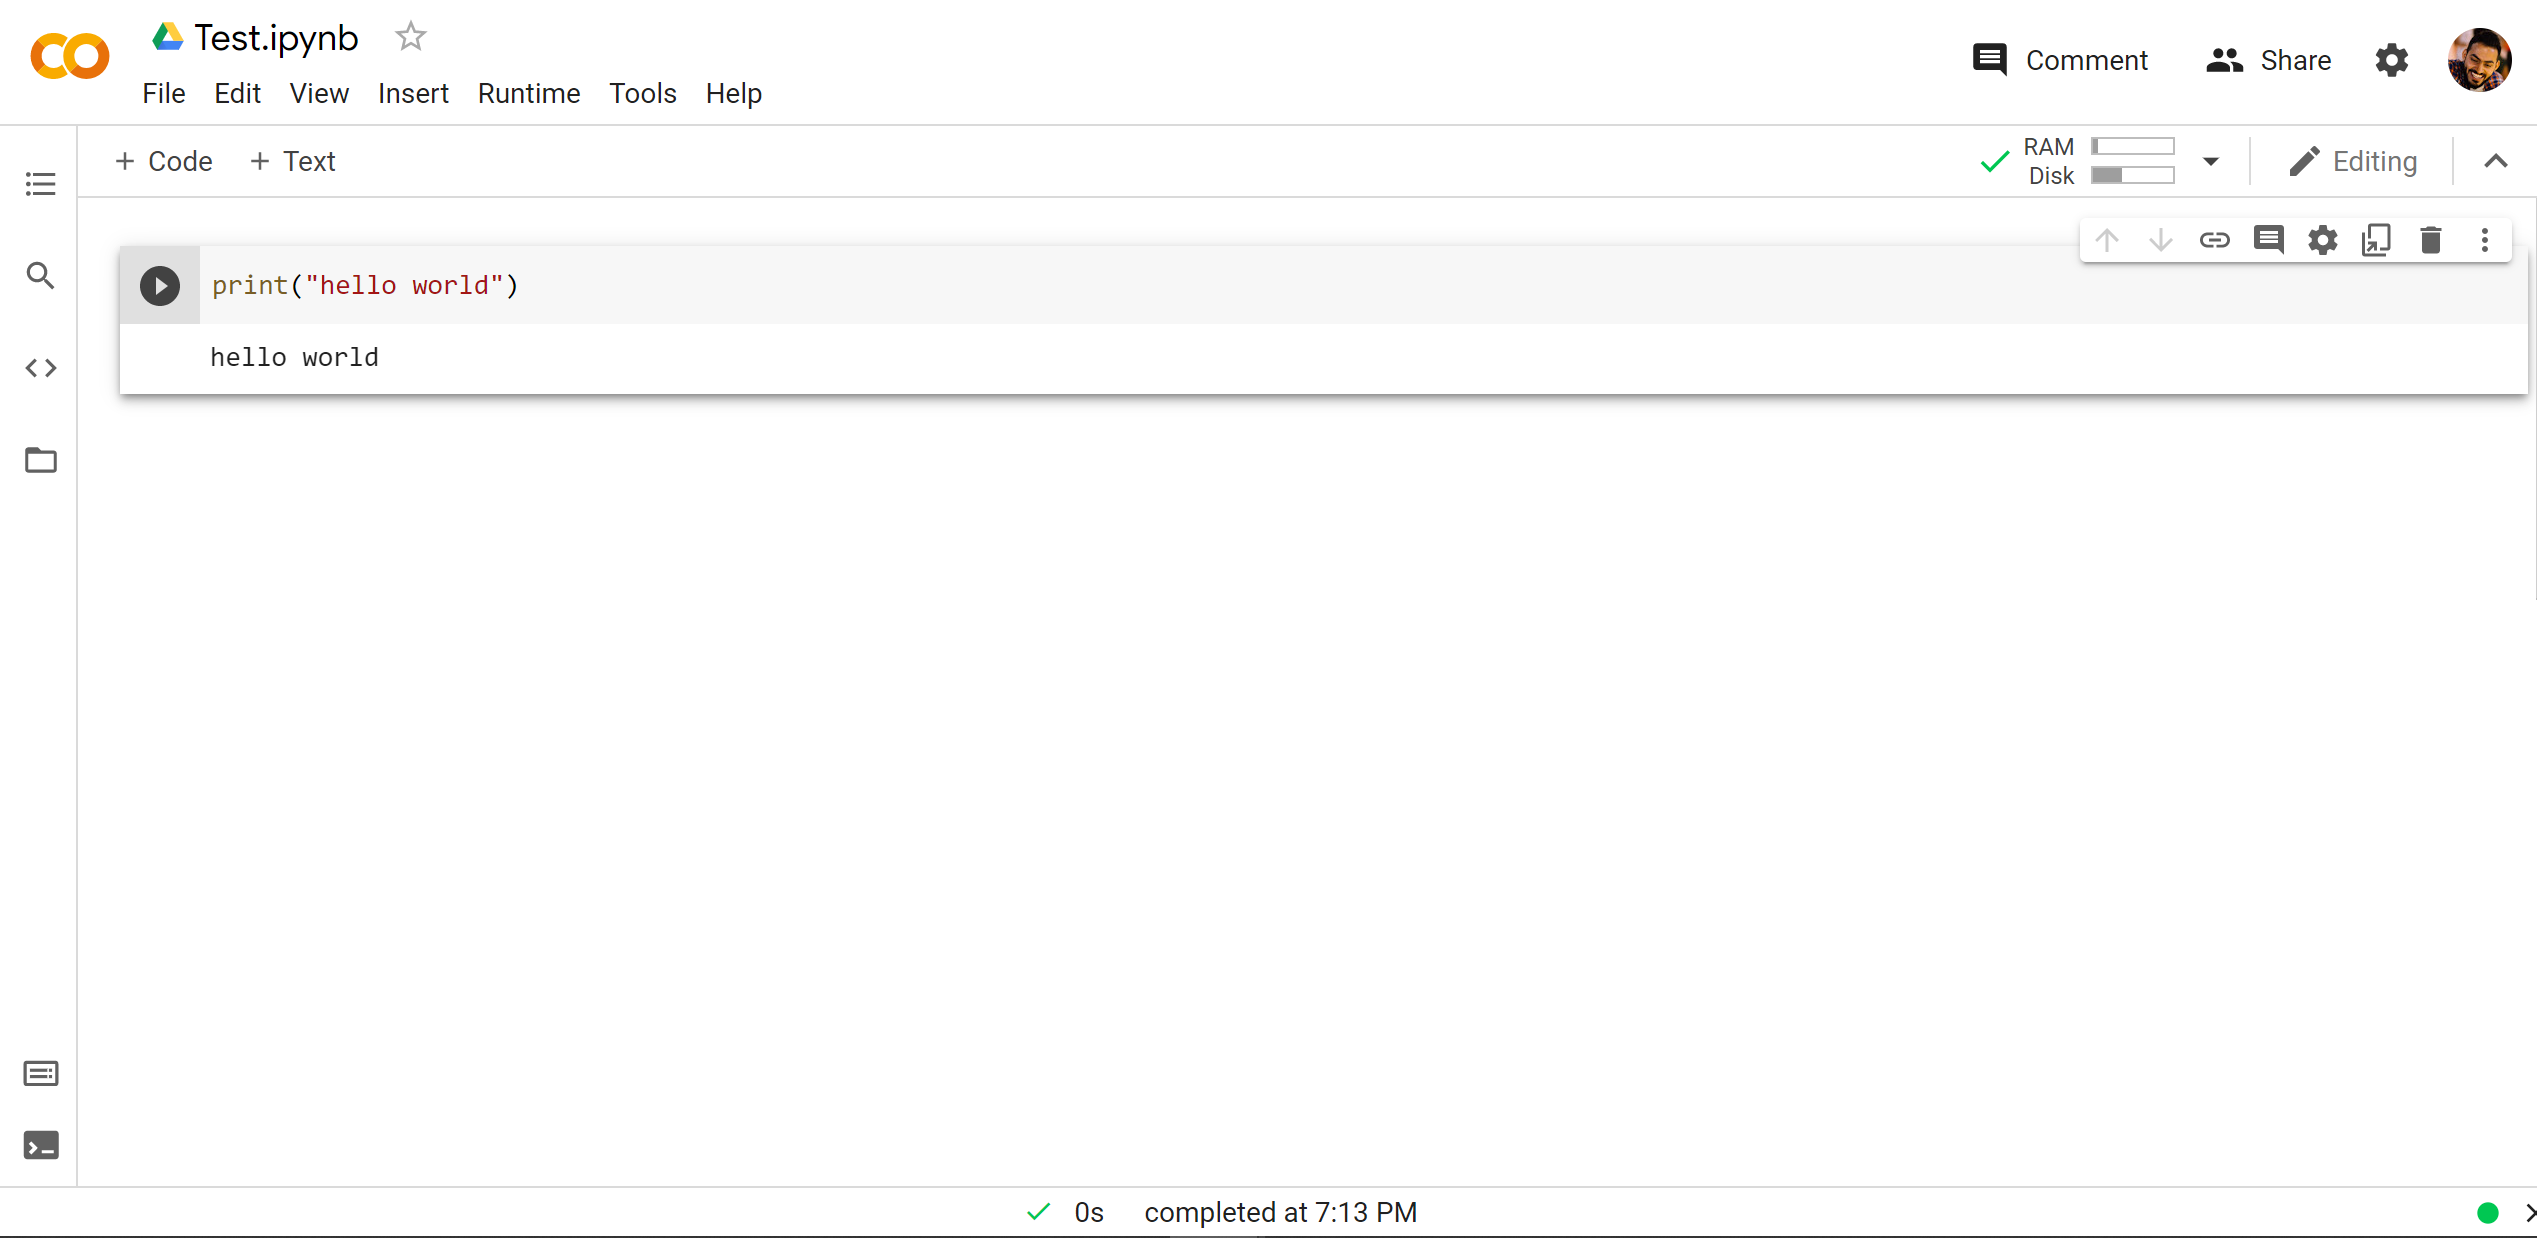 Test.ipynb
File Edit View Insert Runtime Tools Help
Comment Share
+ Code + Text
RAM
Disk
Editing
print("hello world")
hello world
0s completed at 7:13 PM